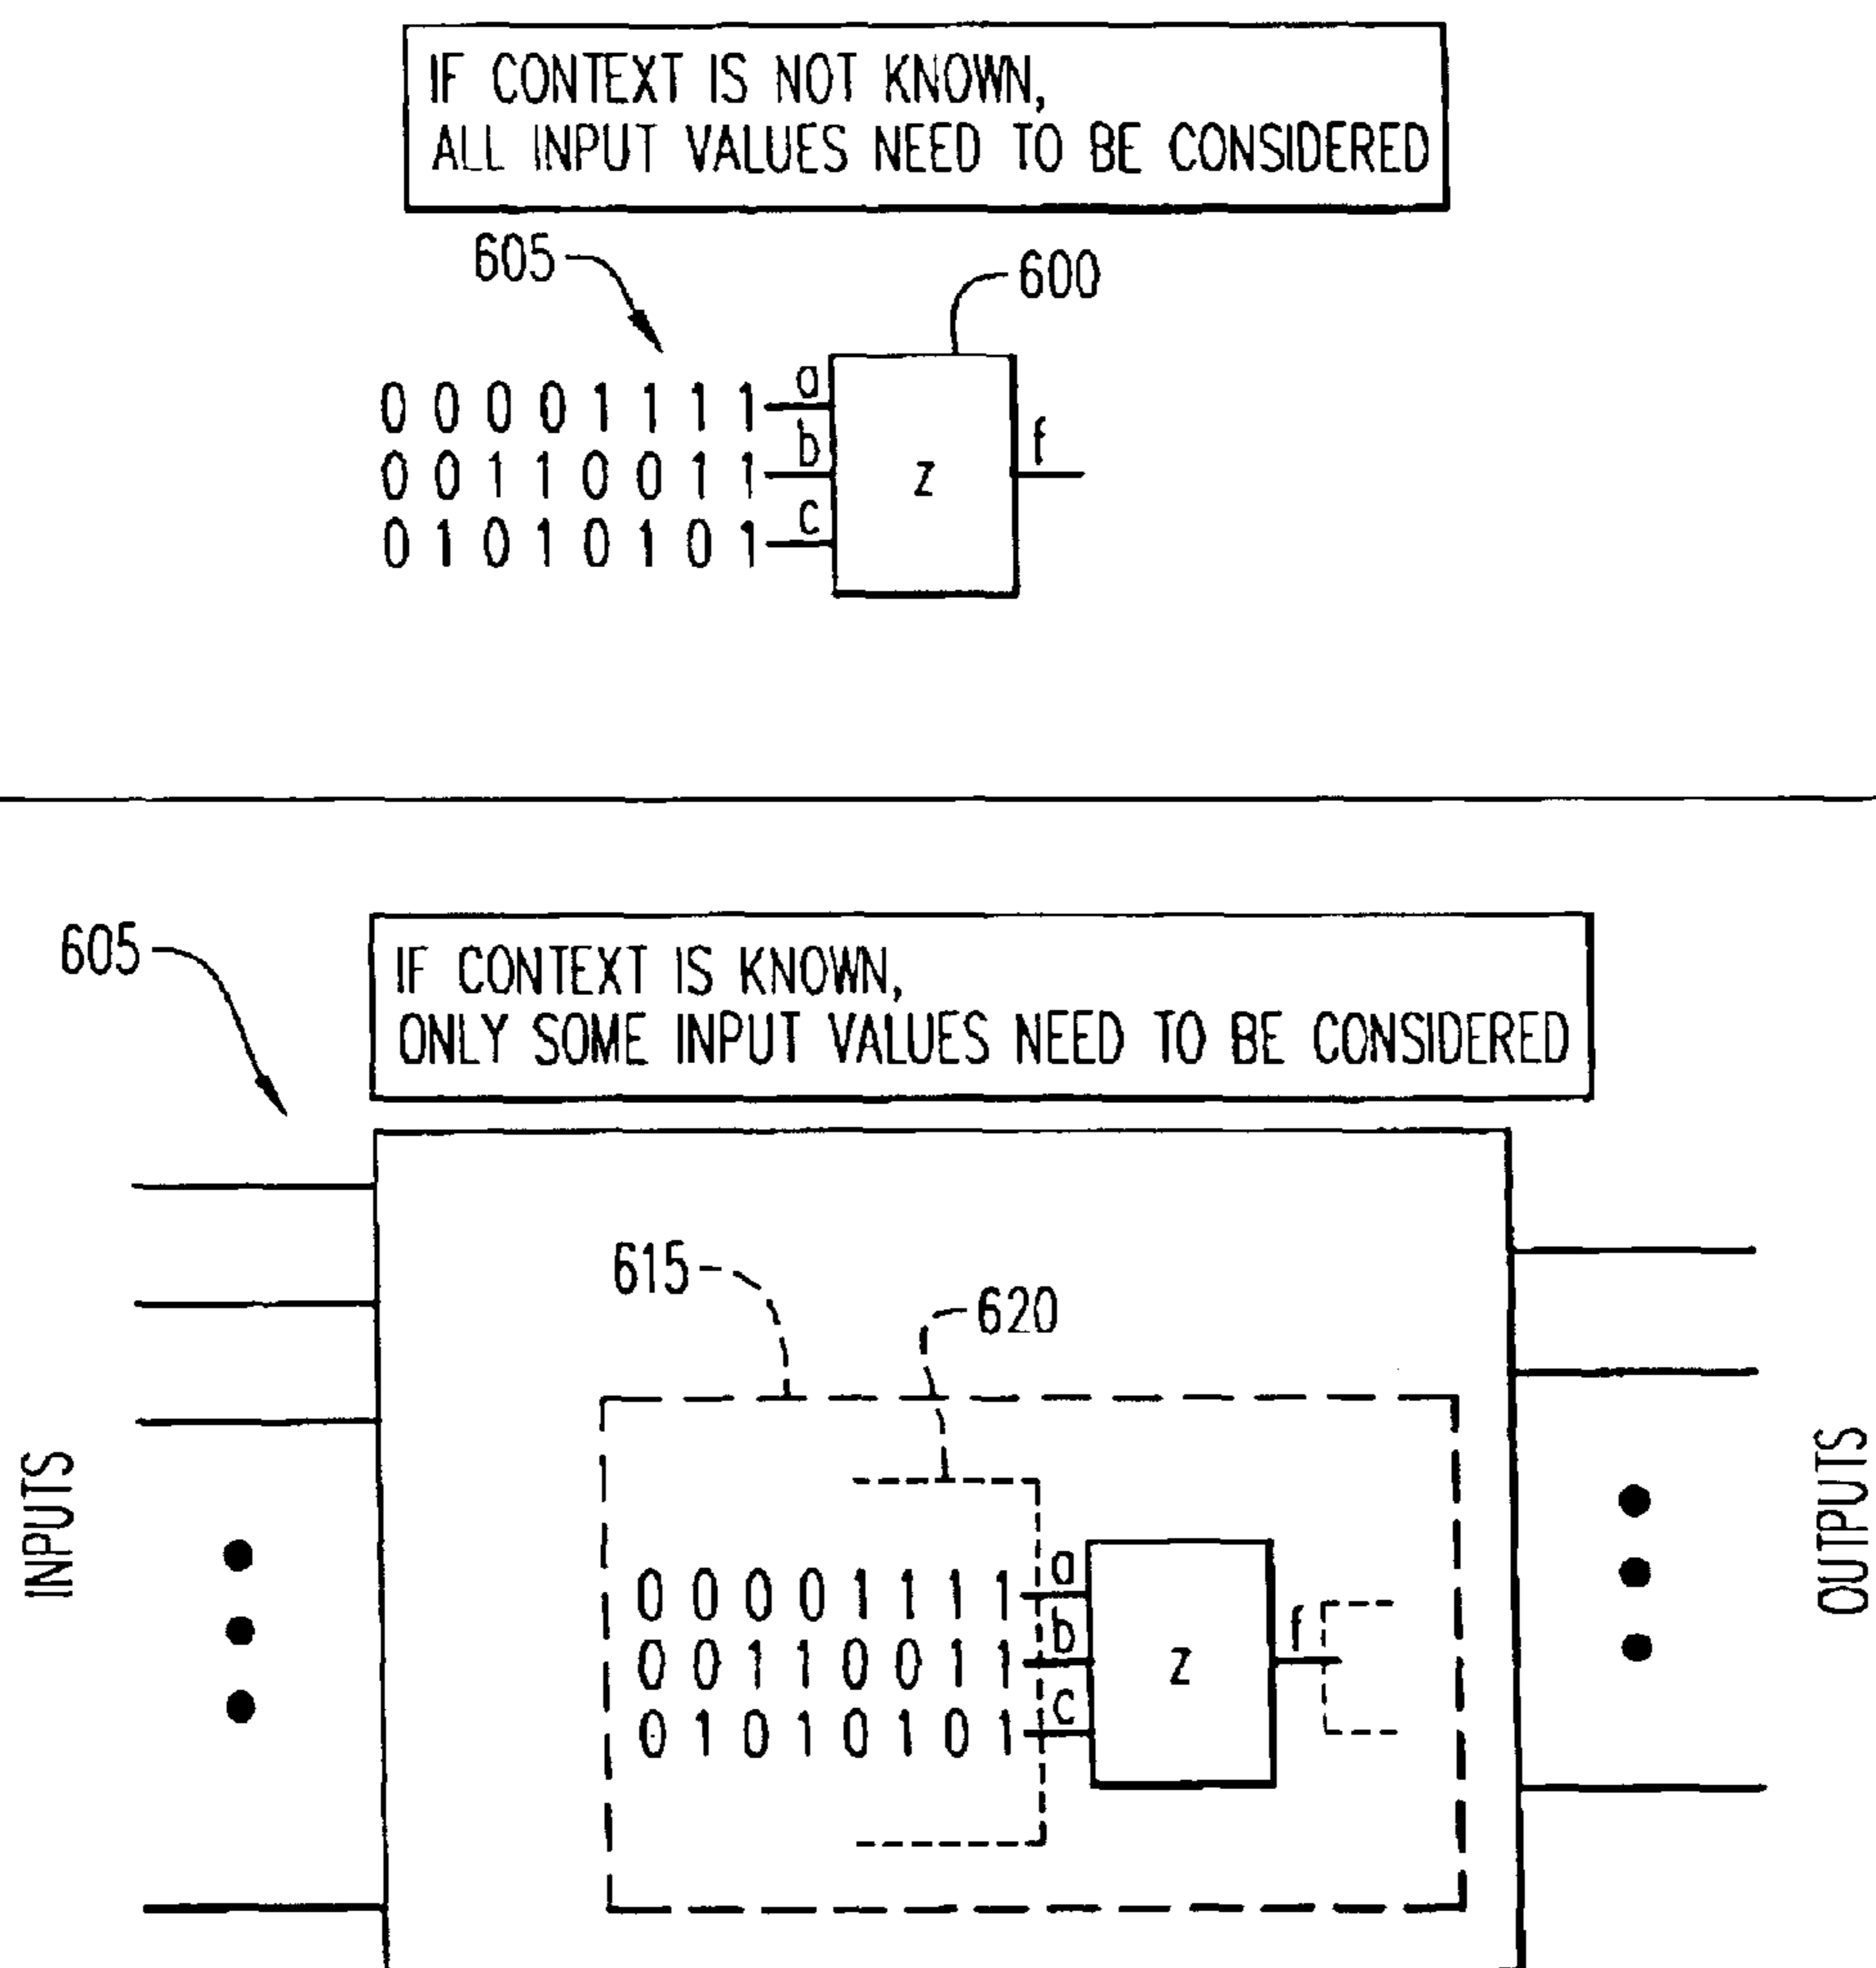 IF CONTEXT IS NOT KNOWN,
ALL INPUT VALUES NEED TO BE CONSIDERED
605
600
0 0 0 0 1 1 1 1 a
0 0 1 1 0 0 1 1 b
0 1 0 1 0 1 0 1 c
z
f
605
IF CONTEXT IS KNOWN,
ONLY SOME INPUT VALUES NEED TO BE CONSIDERED
615
620
INPUTS
0 0 0 0 1 1 1 1 a
0 0 1 1 0 0 1 1 b
0 1 0 1 0 1 0 1 c
z
f
OUTPUTS